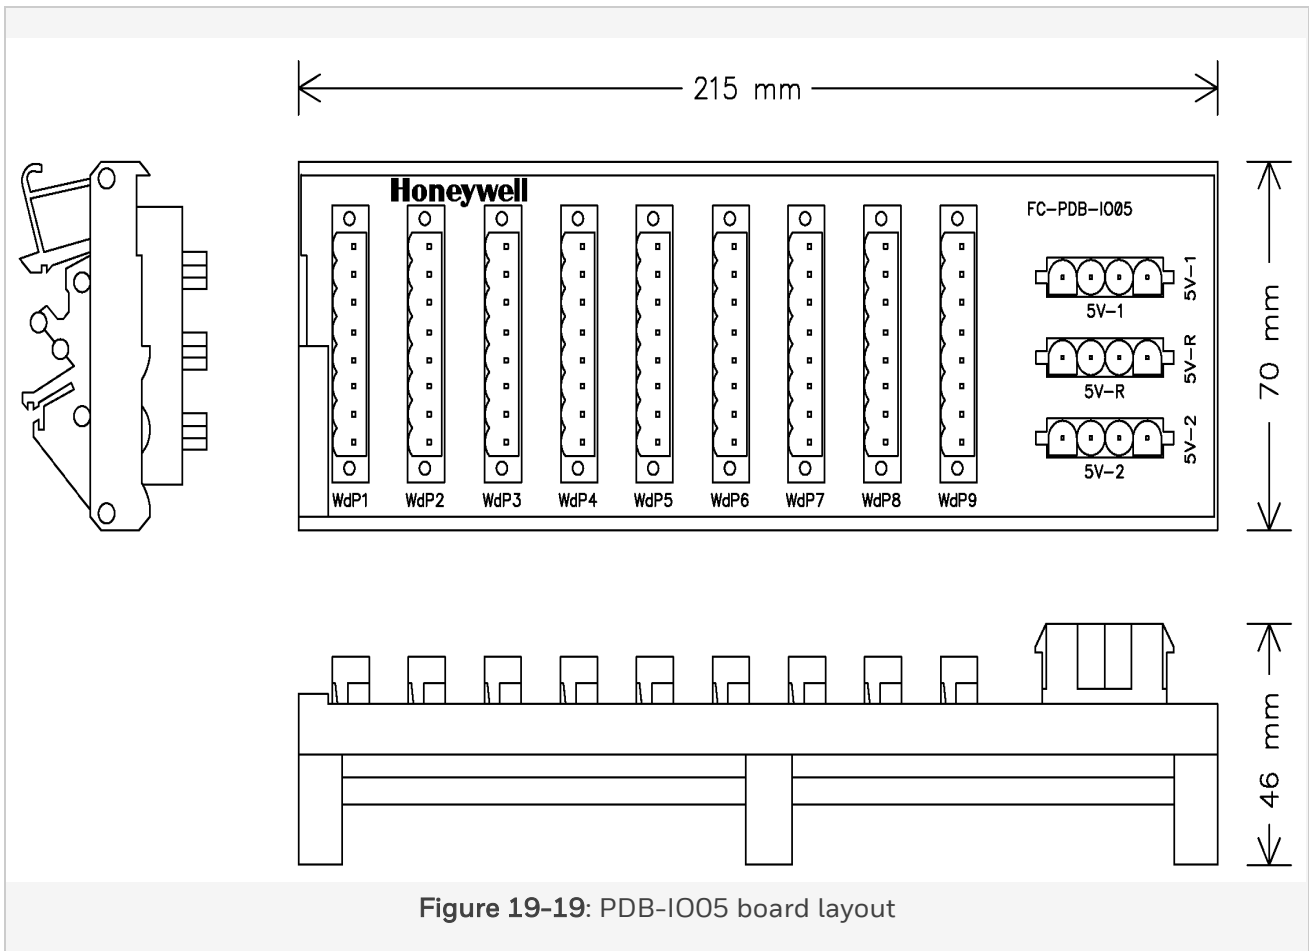 215 mm
Honeywell
FC-PDB-IO05
5V-1
5V-1
5V-R
5V-R
5V-2
5V-2
70 mm
WdP1 WdP2 WdP3 WdP4 WdP5 WdP6 WdP7 WdP8 WdP9
46 mm
Figure 19-19: PDB-IO05 board layout